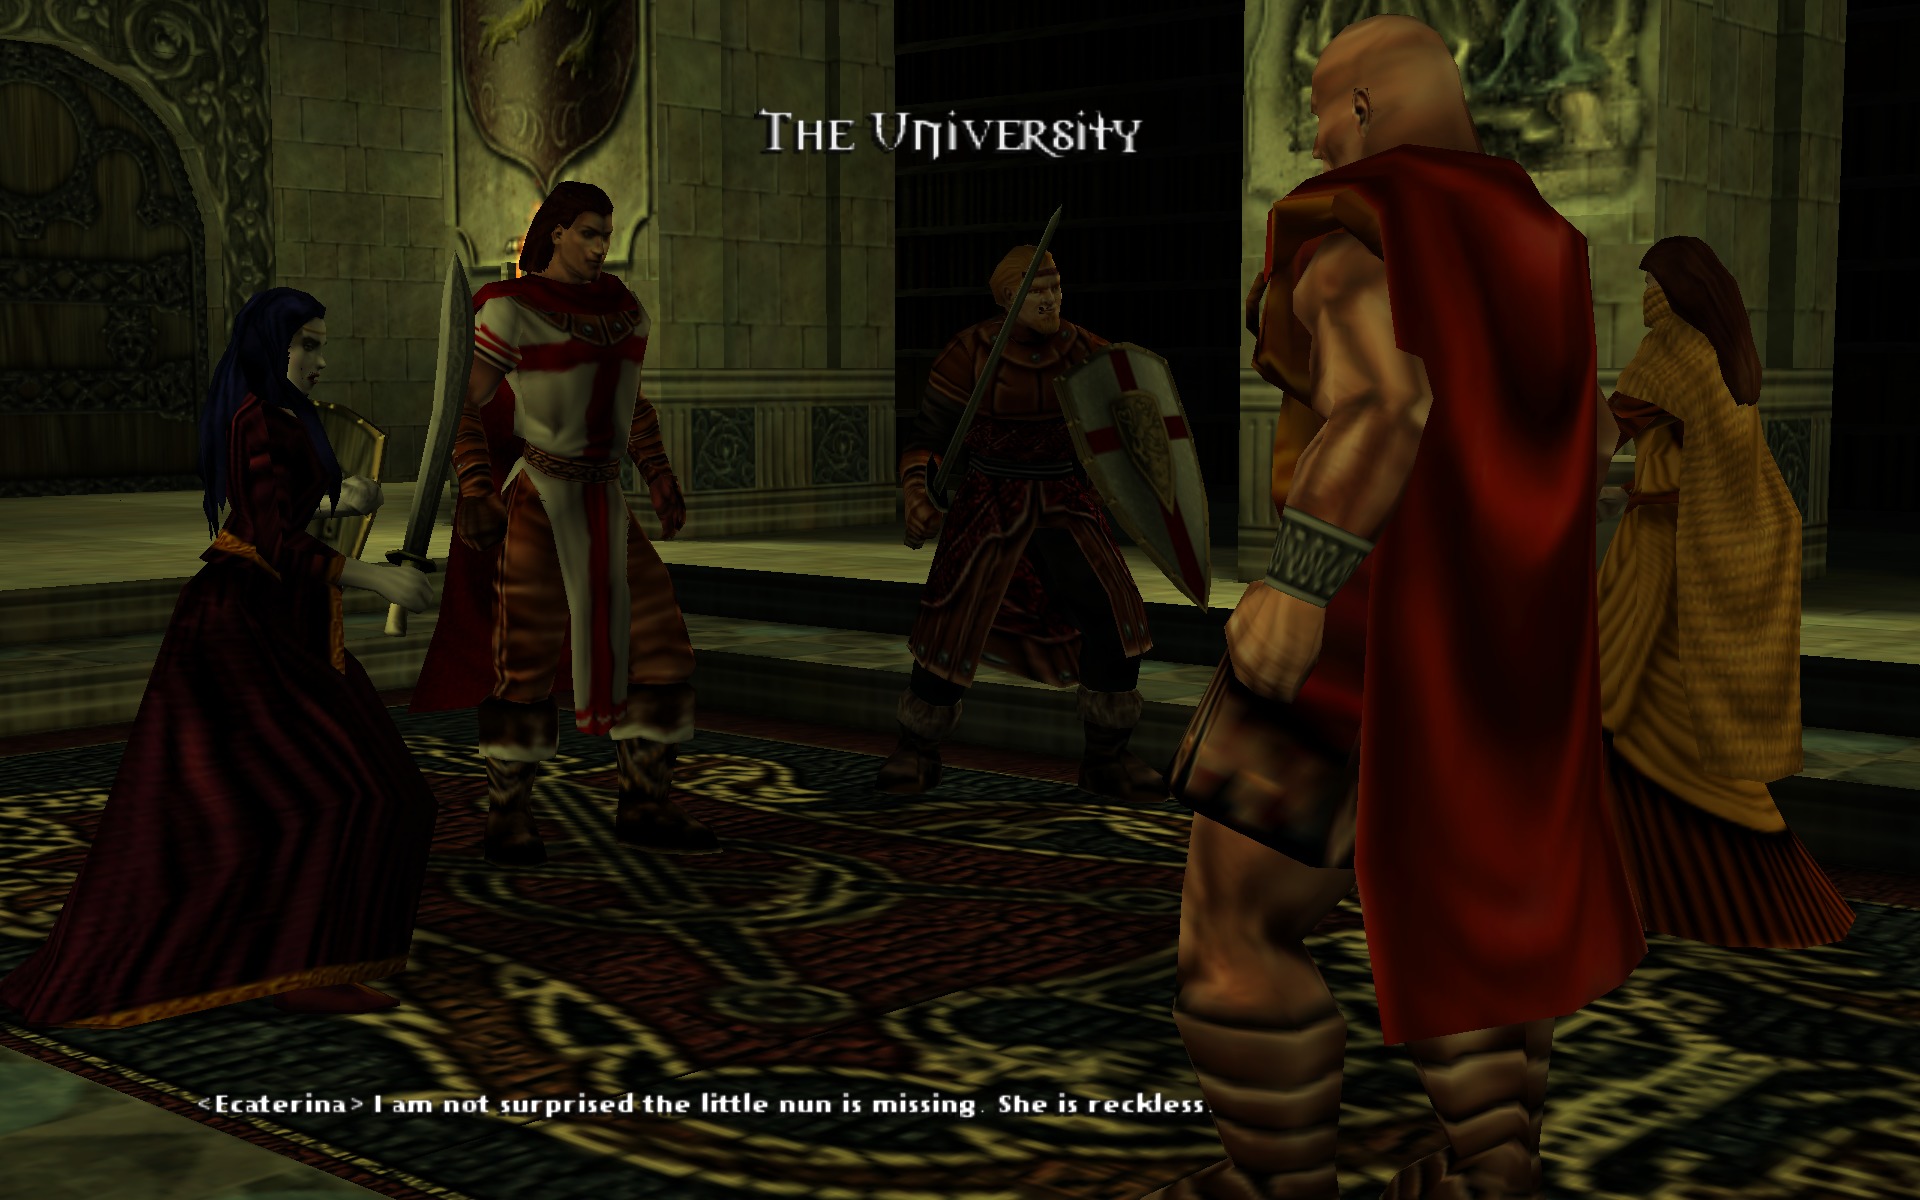 The University
<Ecaterina> I am not surprised the little nun is missing. She is reckless.